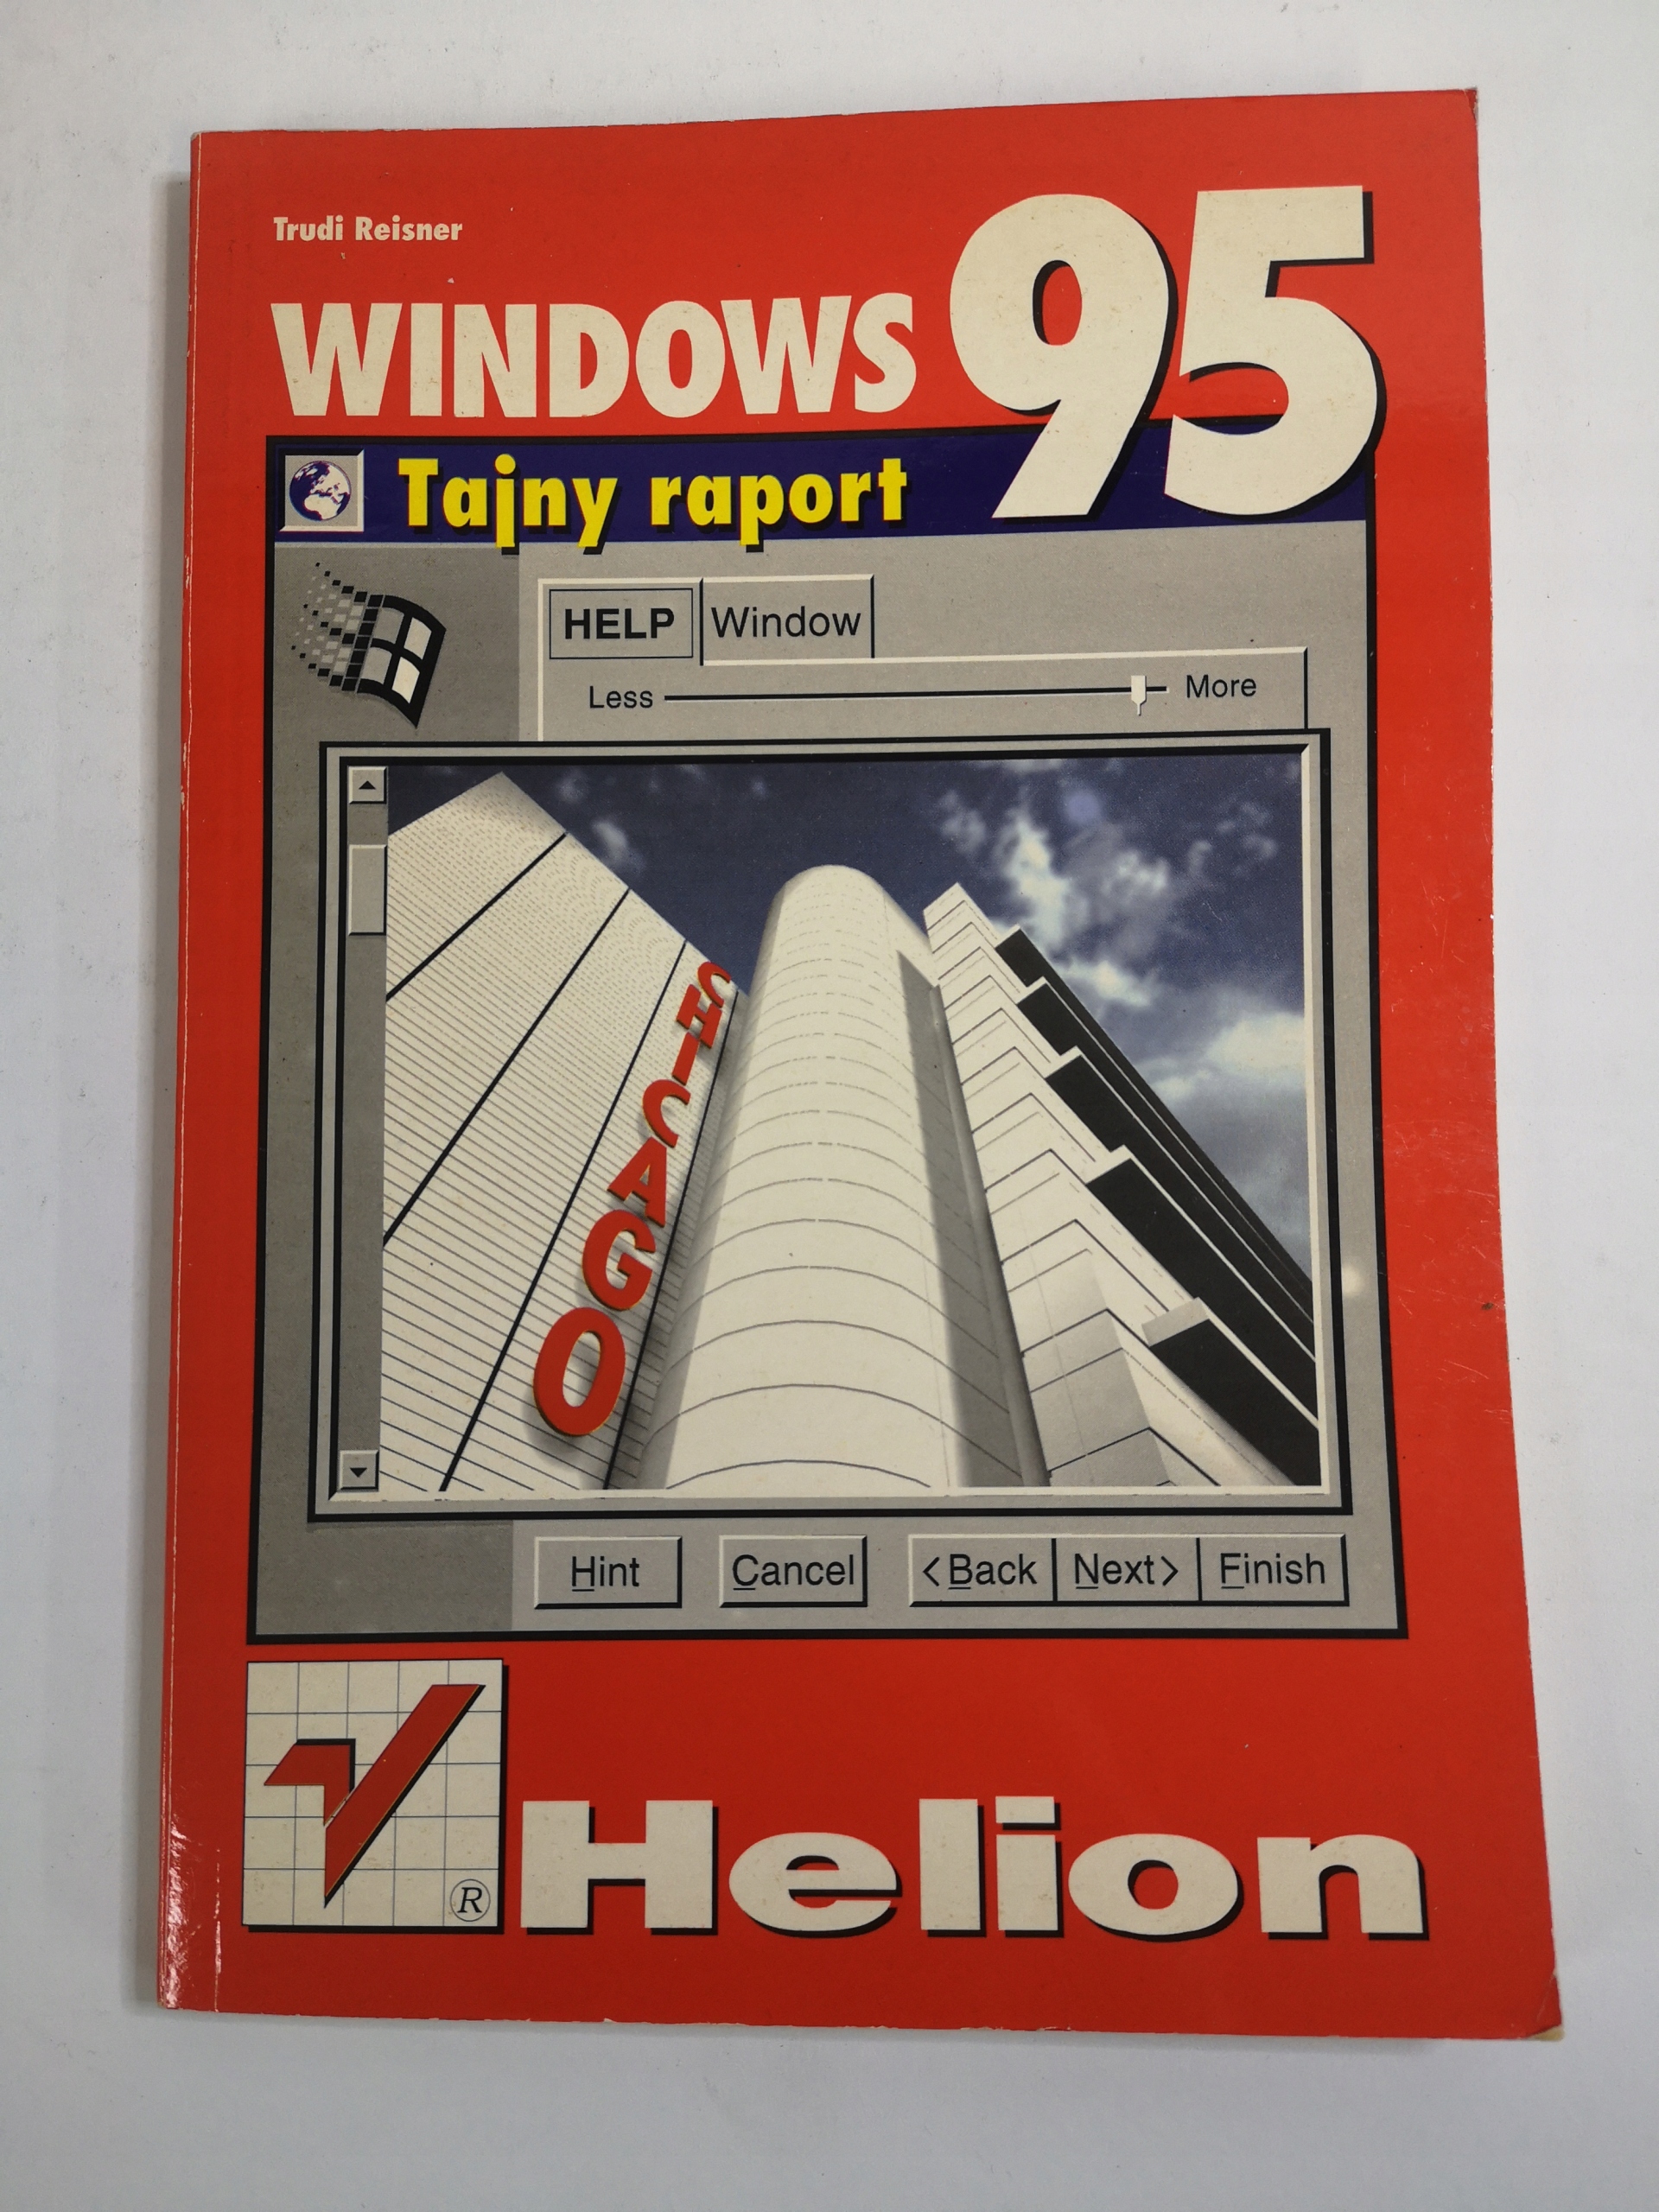 Trudi Reisner
WINDOWS 95
Tajny raport
HELP Window
Less More
CHICAGO
Hint Cancel <Back Next> Finish
®
Helion